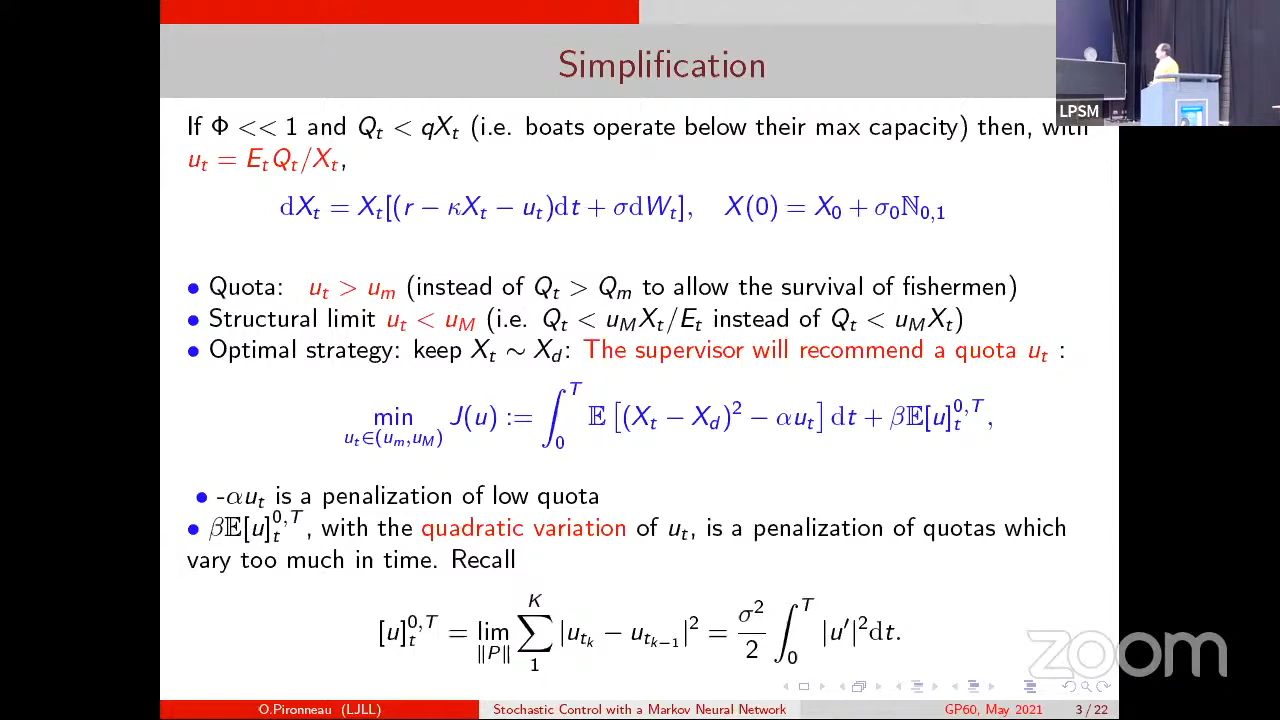 Simplification
LPSM
If Φ << 1 and Q_t < qX_t (i.e. boats operate below their max capacity) then, with
u_t = E_tQ_t/X_t,
dX_t = X_t[(r − κX_t − u_t)dt + σdW_t], X(0) = X_0 + σ_0ℕ_{0,1}
• Quota: u_t > u_m (instead of Q_t > Q_m to allow the survival of fishermen)
• Structural limit u_t < u_M (i.e. Q_t < u_MX_t/E_t instead of Q_t < u_MX_t)
• Optimal strategy: keep X_t ∼ X_d: The supervisor will recommend a quota u_t :
min_{u_t∈(u_m,u_M)} J(u) := ∫_0^T 𝔼[(X_t − X_d)^2 − αu_t]dt + β𝔼[u]_t^{0,T},
• -αu_t is a penalization of low quota
• β𝔼[u]_t^{0,T}, with the quadratic variation of u_t, is a penalization of quotas which
vary too much in time. Recall
[u]_t^{0,T} = lim_{‖P‖} ∑_1^K |u_{t_k} − u_{t_{k−1}}|^2 = σ^2/2 ∫_0^T |u′|^2dt.
zoom
O.Pironneau (LJLL) Stochastic Control with a Markov Neural Network GP60, May 2021 3 / 22